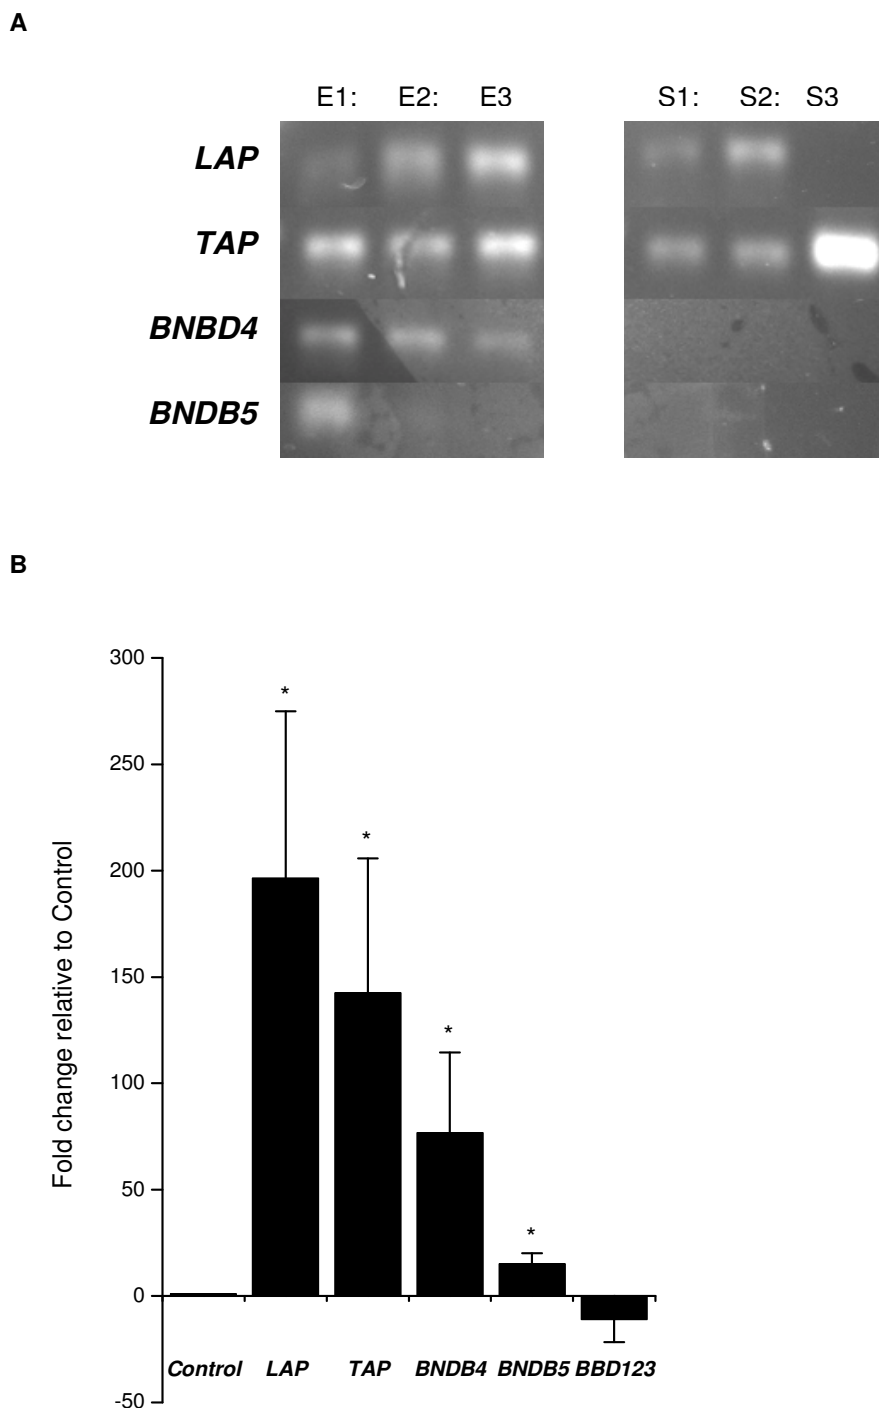 A
E1: E2: E3 S1: S2: S3
LAP
TAP
BNBD4
BNDB5
B
300
250
200
150
100
50
0
-50
Fold change relative to Control
*
*
*
*
Control LAP TAP BNDB4 BNDB5 BBD123